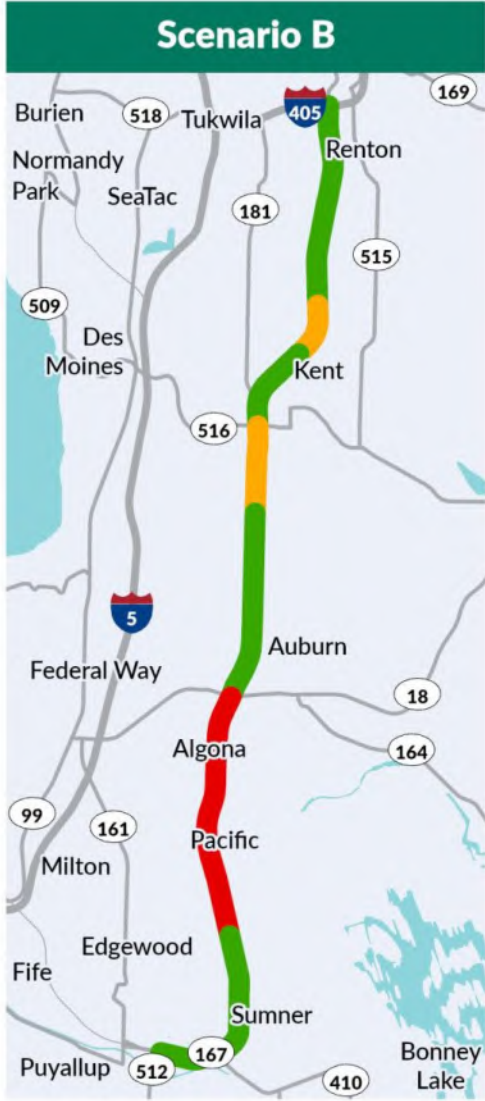 Scenario B
169
Burien
518
Tukwila
405
Normandy
Park
Renton
SeaTac
181
515
509
Des
Moines
Kent
516
5
Auburn
Federal Way
18
Algona
164
99
161
Pacific
Milton
Edgewood
Fife
Sumner
167
Puyallup
512
410
Bonney
Lake